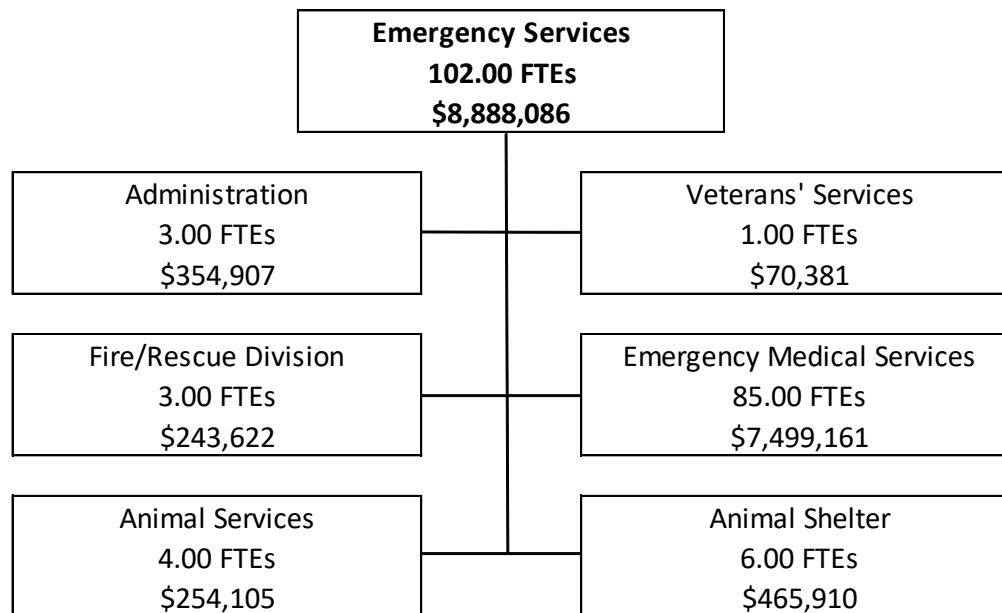 Emergency Services
102.00 FTEs
$8,888,086
Administration
3.00 FTEs
$354,907
Veterans' Services
1.00 FTEs
$70,381
Fire/Rescue Division
3.00 FTEs
$243,622
Emergency Medical Services
85.00 FTEs
$7,499,161
Animal Services
4.00 FTEs
$254,105
Animal Shelter
6.00 FTEs
$465,910